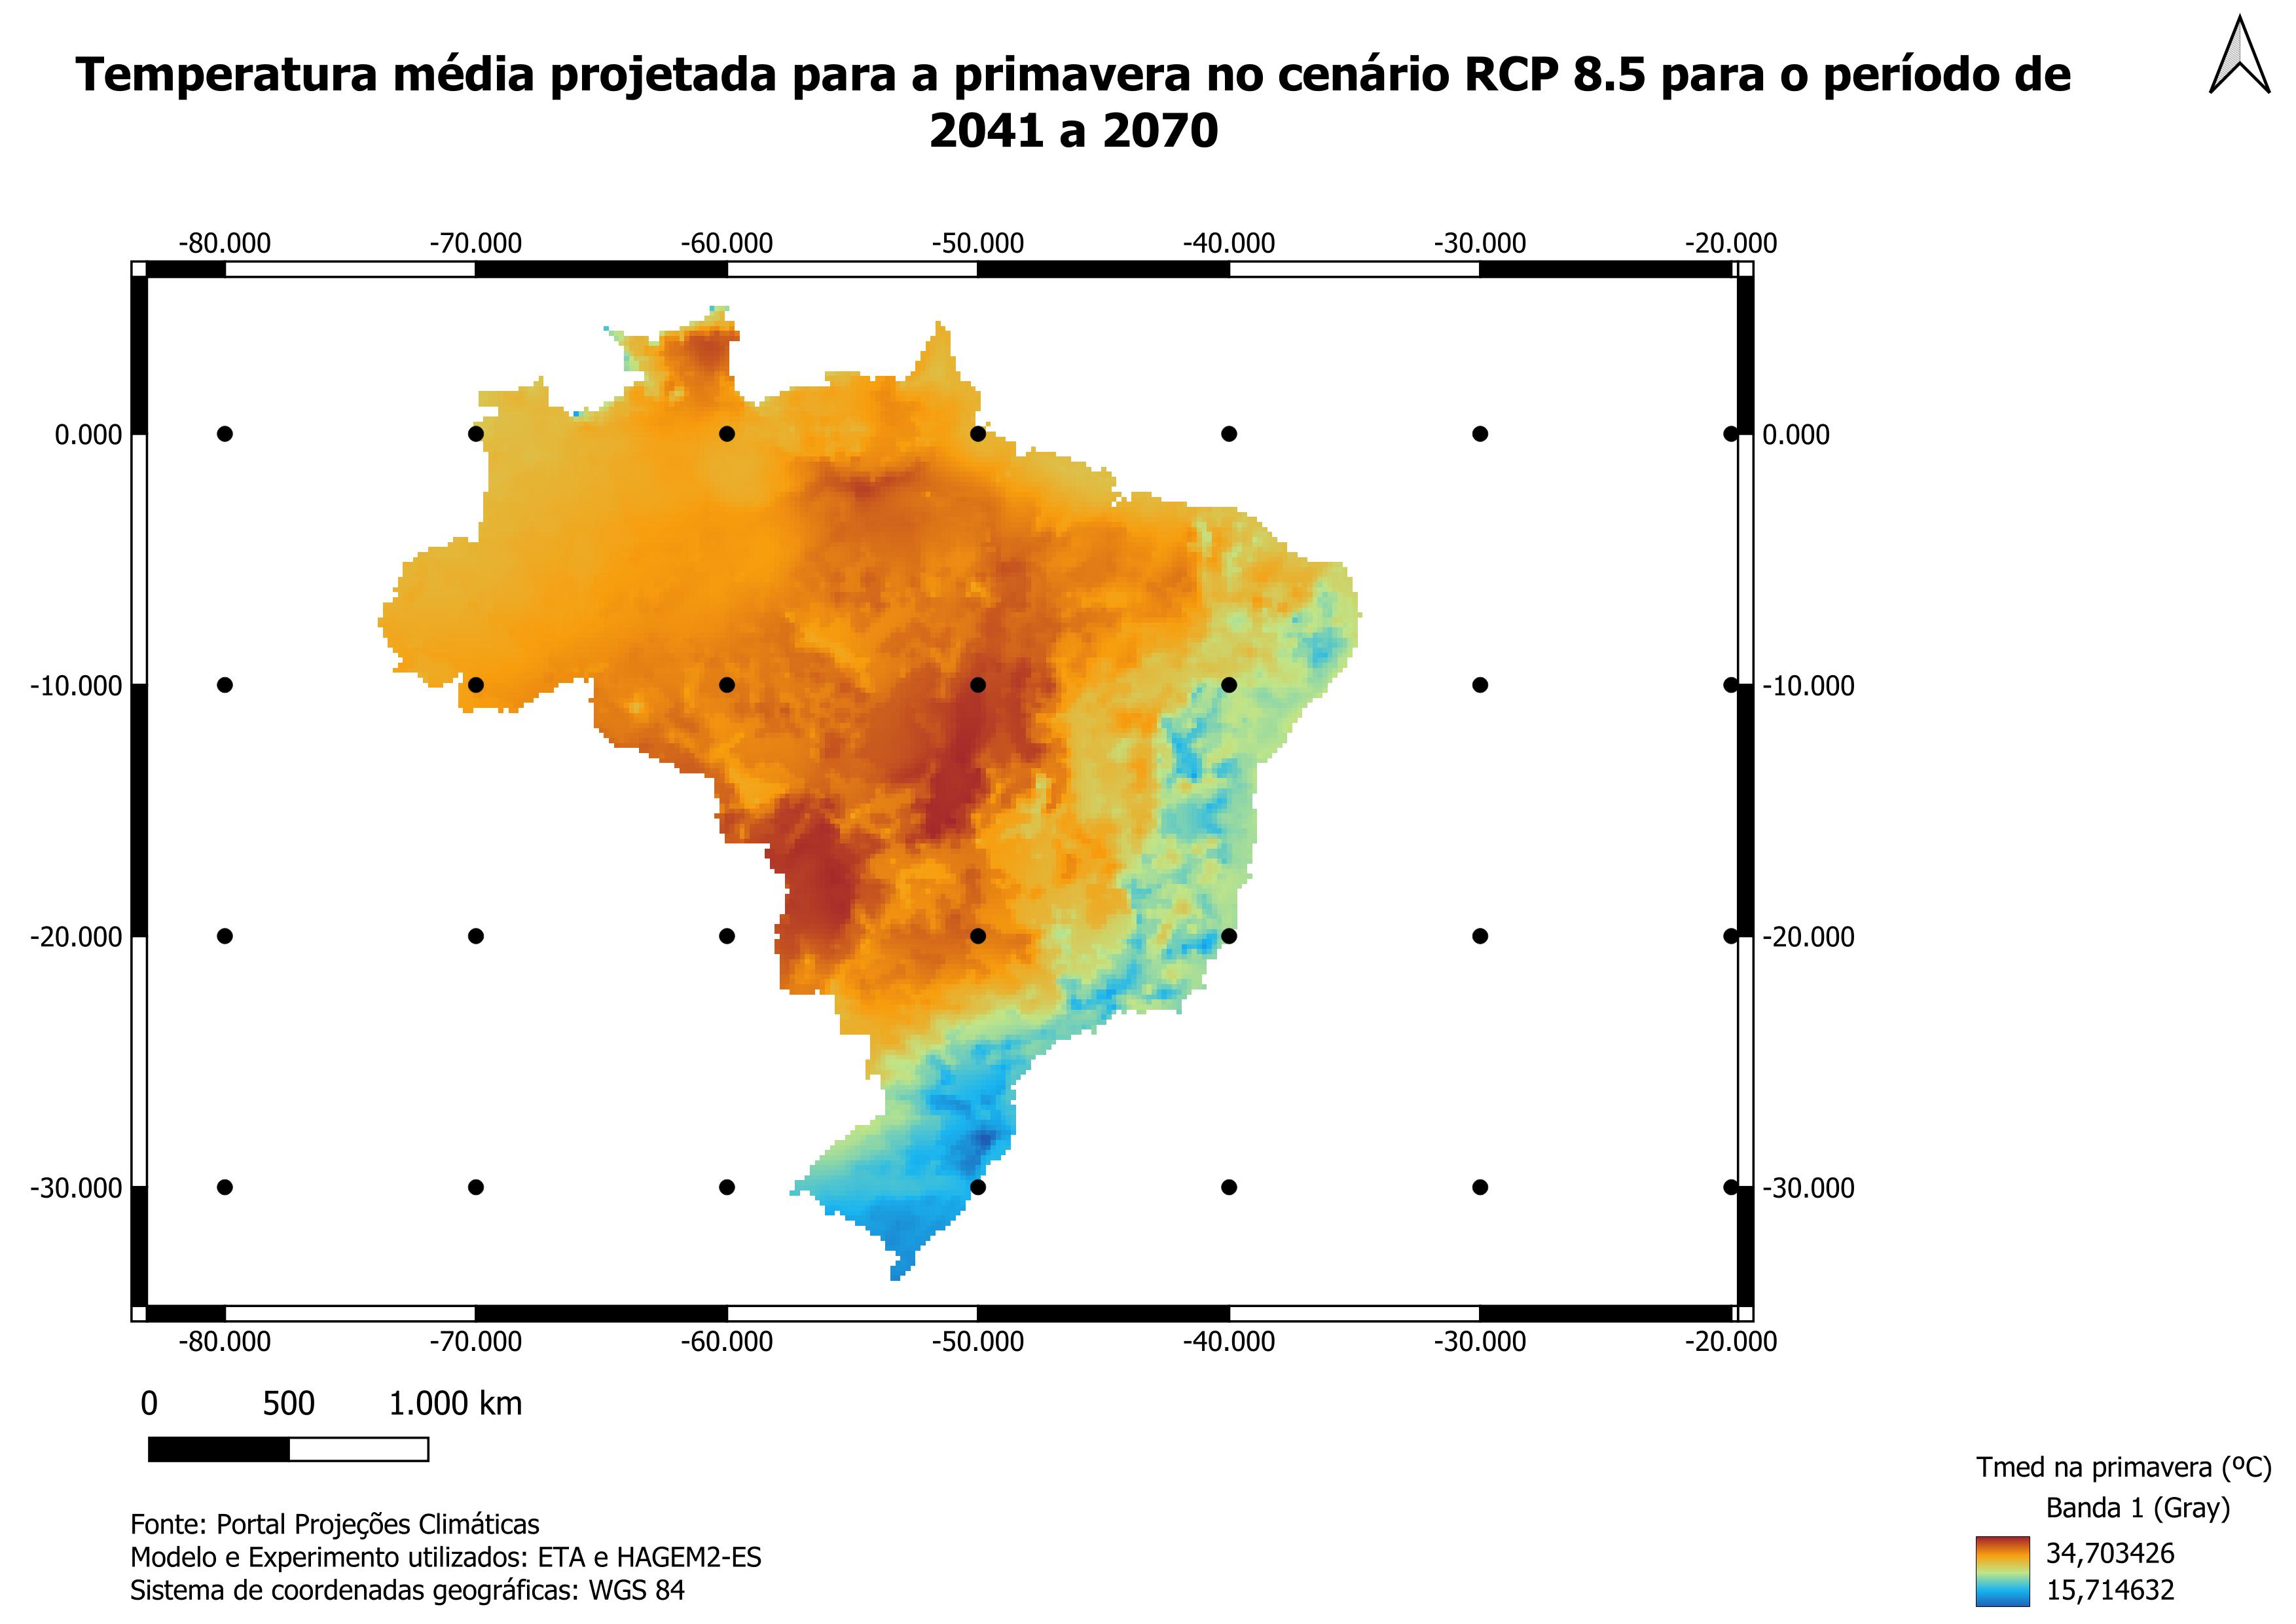 Temperatura média projetada para a primavera no cenário RCP 8.5 para o período de
2041 a 2070
-80.000 -70.000 -60.000 -50.000 -40.000 -30.000 -20.000
0.000 0.000
-10.000 -10.000
-20.000 -20.000
-30.000 -30.000
-80.000 -70.000 -60.000 -50.000 -40.000 -30.000 -20.000
0 500 1.000 km
Fonte: Portal Projeções Climáticas
Modelo e Experimento utilizados: ETA e HAGEM2-ES
Sistema de coordenadas geográficas: WGS 84
Tmed na primavera (ºC)
Banda 1 (Gray)
34,703426
15,714632